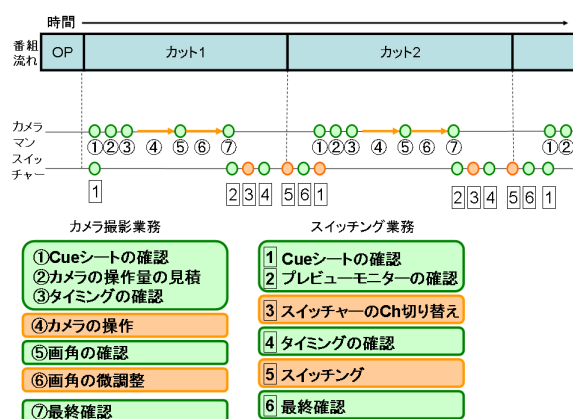 時間
番組
流れ
OP
カット1
カット2
カメラ
マン
①②③ ④ ⑤ ⑥ ⑦ ①②③ ④ ⑤ ⑥ ⑦ ①②
スイッ
チャー
1 2 3 4 5 6 1 2 3 4 5 6 1
カメラ撮影業務
①Cueシートの確認
②カメラの操作量の見積
③タイミングの確認
④カメラの操作
⑤画角の確認
⑥画角の微調整
⑦最終確認
スイッチング業務
1 Cueシートの確認
2 プレビューモニターの確認
3 スイッチャーのCh切り替え
4 タイミングの確認
5 スイッチング
6 最終確認